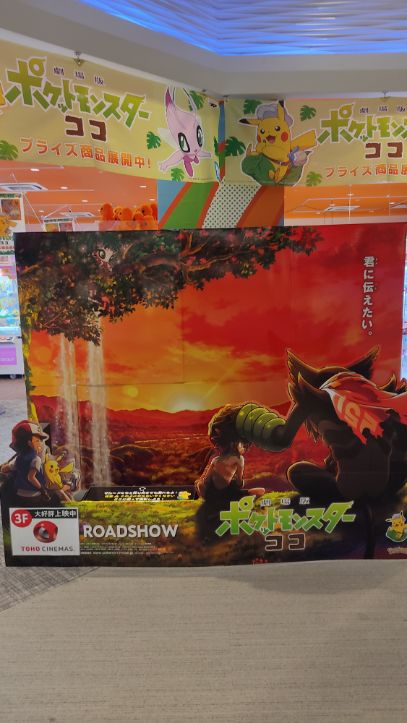 劇場版
ポケットモンスター
ココ
プライズ商品展開中!
劇場版
ポケットモンスター
ココ
プライズ商品展開中!
君に伝えたい。
劇場版
ポケットモンスター
ココ
3F 大好評上映中
TOHO CINEMAS
ROADSHOW